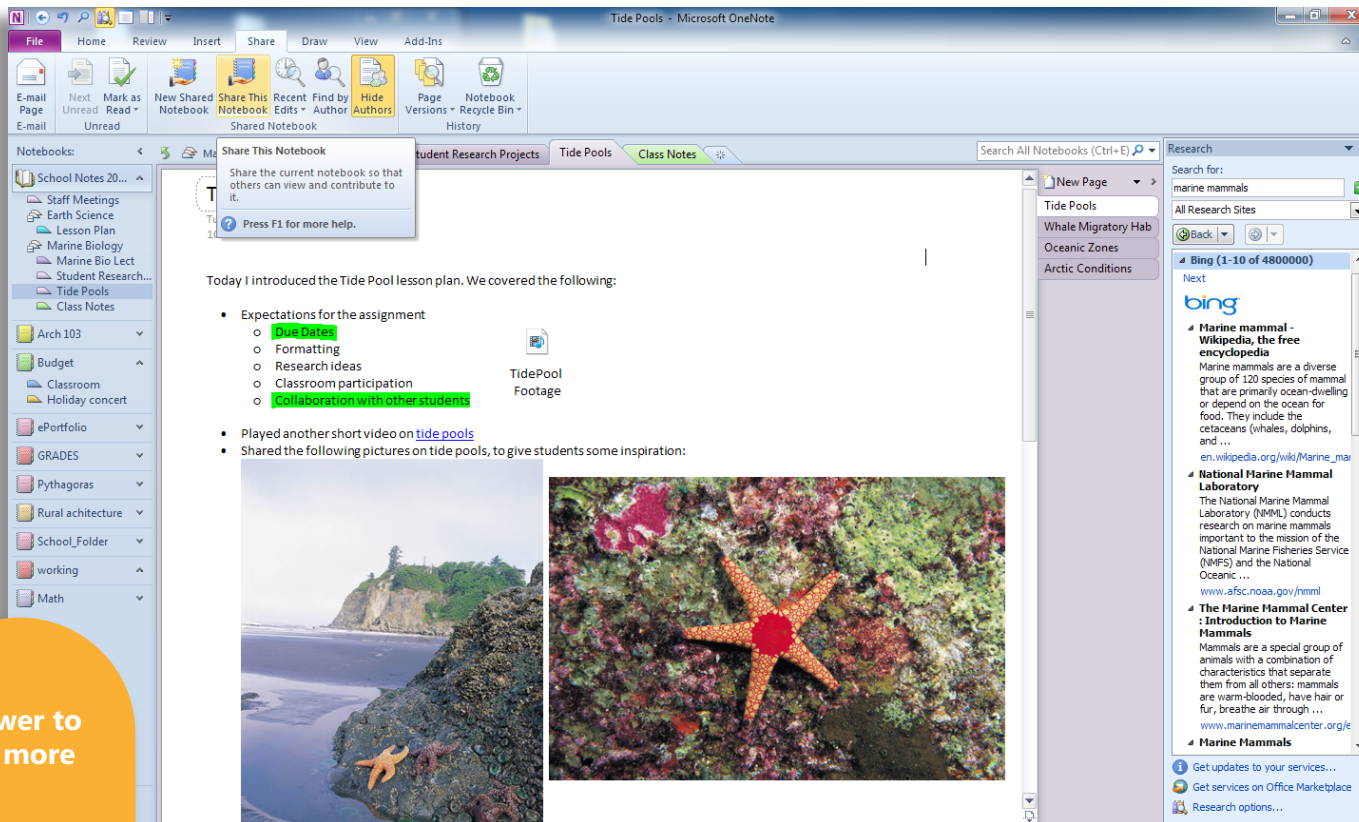 Tide Pools - Microsoft OneNote
File Home Review Insert Share Draw View Add-Ins
E-mail Page
Next Unread
Mark as Read
New Shared Notebook
Share This Notebook
Recent Edits
Find by Author
Hide Authors
Page Versions
Notebook Recycle Bin
E-mail Unread Shared Notebook History
Share This Notebook
Share the current notebook so that
others can view and contribute to
it.
Press F1 for more help.
Notebooks:
School Notes 20...
Staff Meetings
Earth Science
Lesson Plan
Marine Biology
Marine Bio Lect
Student Research...
Tide Pools
Class Notes
Arch 103
Budget
Classroom
Holiday concert
ePortfolio
GRADES
Pythagoras
Rural achitecture
School_Folder
working
Math
wer to
more
Ma
tudent Research Projects Tide Pools Class Notes
Search All Notebooks (Ctrl+E)
Today I introduced the Tide Pool lesson plan. We covered the following:
• Expectations for the assignment
o Due Dates
o Formatting
o Research ideas
o Classroom participation
o Collaboration with other students
TidePool
Footage
• Played another short video on tide pools
• Shared the following pictures on tide pools, to give students some inspiration:
New Page
Tide Pools
Whale Migratory Hab
Oceanic Zones
Arctic Conditions
Research
Search for:
marine mammals
All Research Sites
Back
Bing (1-10 of 4800000)
Next
bing
Marine mammal -
Wikipedia, the free
encyclopedia
Marine mammals are a diverse
group of 120 species of mammal
that are primarily ocean-dwelling
or depend on the ocean for
food. They include the
cetaceans (whales, dolphins,
and ...
en.wikipedia.org/wiki/Marine_mai
National Marine Mammal
Laboratory
The National Marine Mammal
Laboratory (NMML) conducts
research on marine mammals
important to the mission of the
National Marine Fisheries Service
(NMFS) and the National
Oceanic ...
www.afsc.noaa.gov/nmml
The Marine Mammal Center
: Introduction to Marine
Mammals
Mammals are a special group of
animals with a combination of
characteristics that separate
them from all others: mammals
are warm-blooded, have hair or
fur, breathe air through ...
www.marinemammalcenter.org/e
Marine Mammals
Get updates to your services...
Get services on Office Marketplace
Research options...